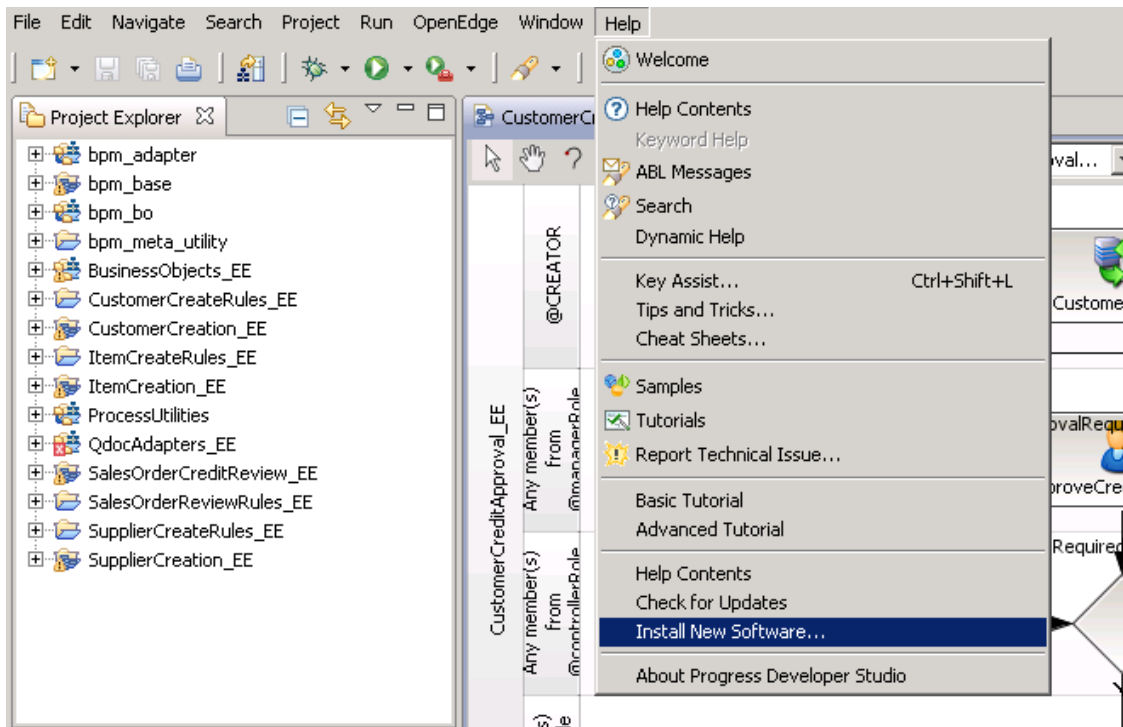 File Edit Navigate Search Project Run OpenEdge Window Help
Project Explorer
bpm_adapter
bpm_base
bpm_bo
bpm_meta_utility
BusinessObjects_EE
CustomerCreateRules_EE
CustomerCreation_EE
ItemCreateRules_EE
ItemCreation_EE
ProcessUtilities
QdocAdapters_EE
SalesOrderCreditReview_EE
SalesOrderReviewRules_EE
SupplierCreateRules_EE
SupplierCreation_EE
CustomerCr
CustomerCreditApproval_EE
@CREATOR
Any member(s)
from
@managerRole
Any member(s)
from
@controllerRole
Welcome
Help Contents
Keyword Help
ABL Messages
Search
Dynamic Help
Key Assist... Ctrl+Shift+L
Tips and Tricks...
Cheat Sheets...
Samples
Tutorials
Report Technical Issue...
Basic Tutorial
Advanced Tutorial
Help Contents
Check for Updates
Install New Software...
About Progress Developer Studio
oval...
Custome
ovalRequ
proveCre
Required